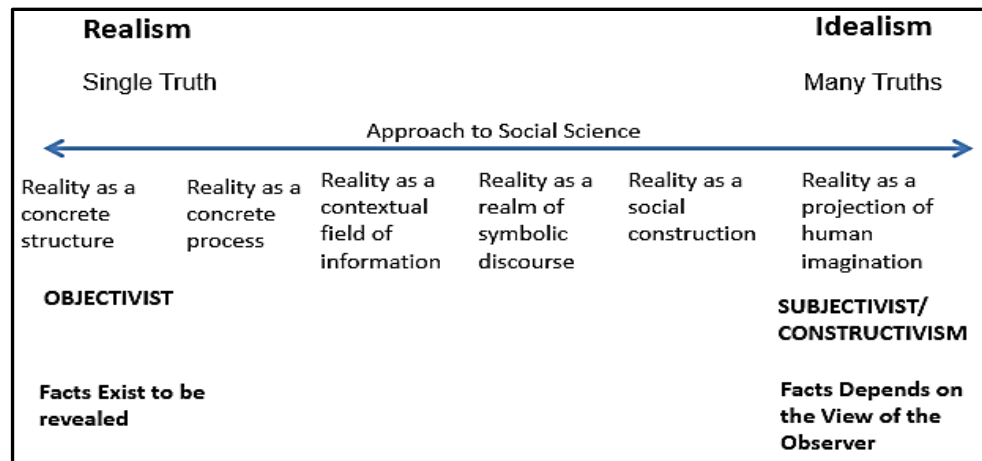 Realism
Idealism
Single Truth
Many Truths
Approach to Social Science
Reality as a
concrete
structure
Reality as a
concrete
process
Reality as a
contextual
field of
information
Reality as a
realm of
symbolic
discourse
Reality as a
social
construction
Reality as a
projection of
human
imagination
OBJECTIVIST
SUBJECTIVIST/
CONSTRUCTIVISM
Facts Exist to be
revealed
Facts Depends on
the View of the
Observer